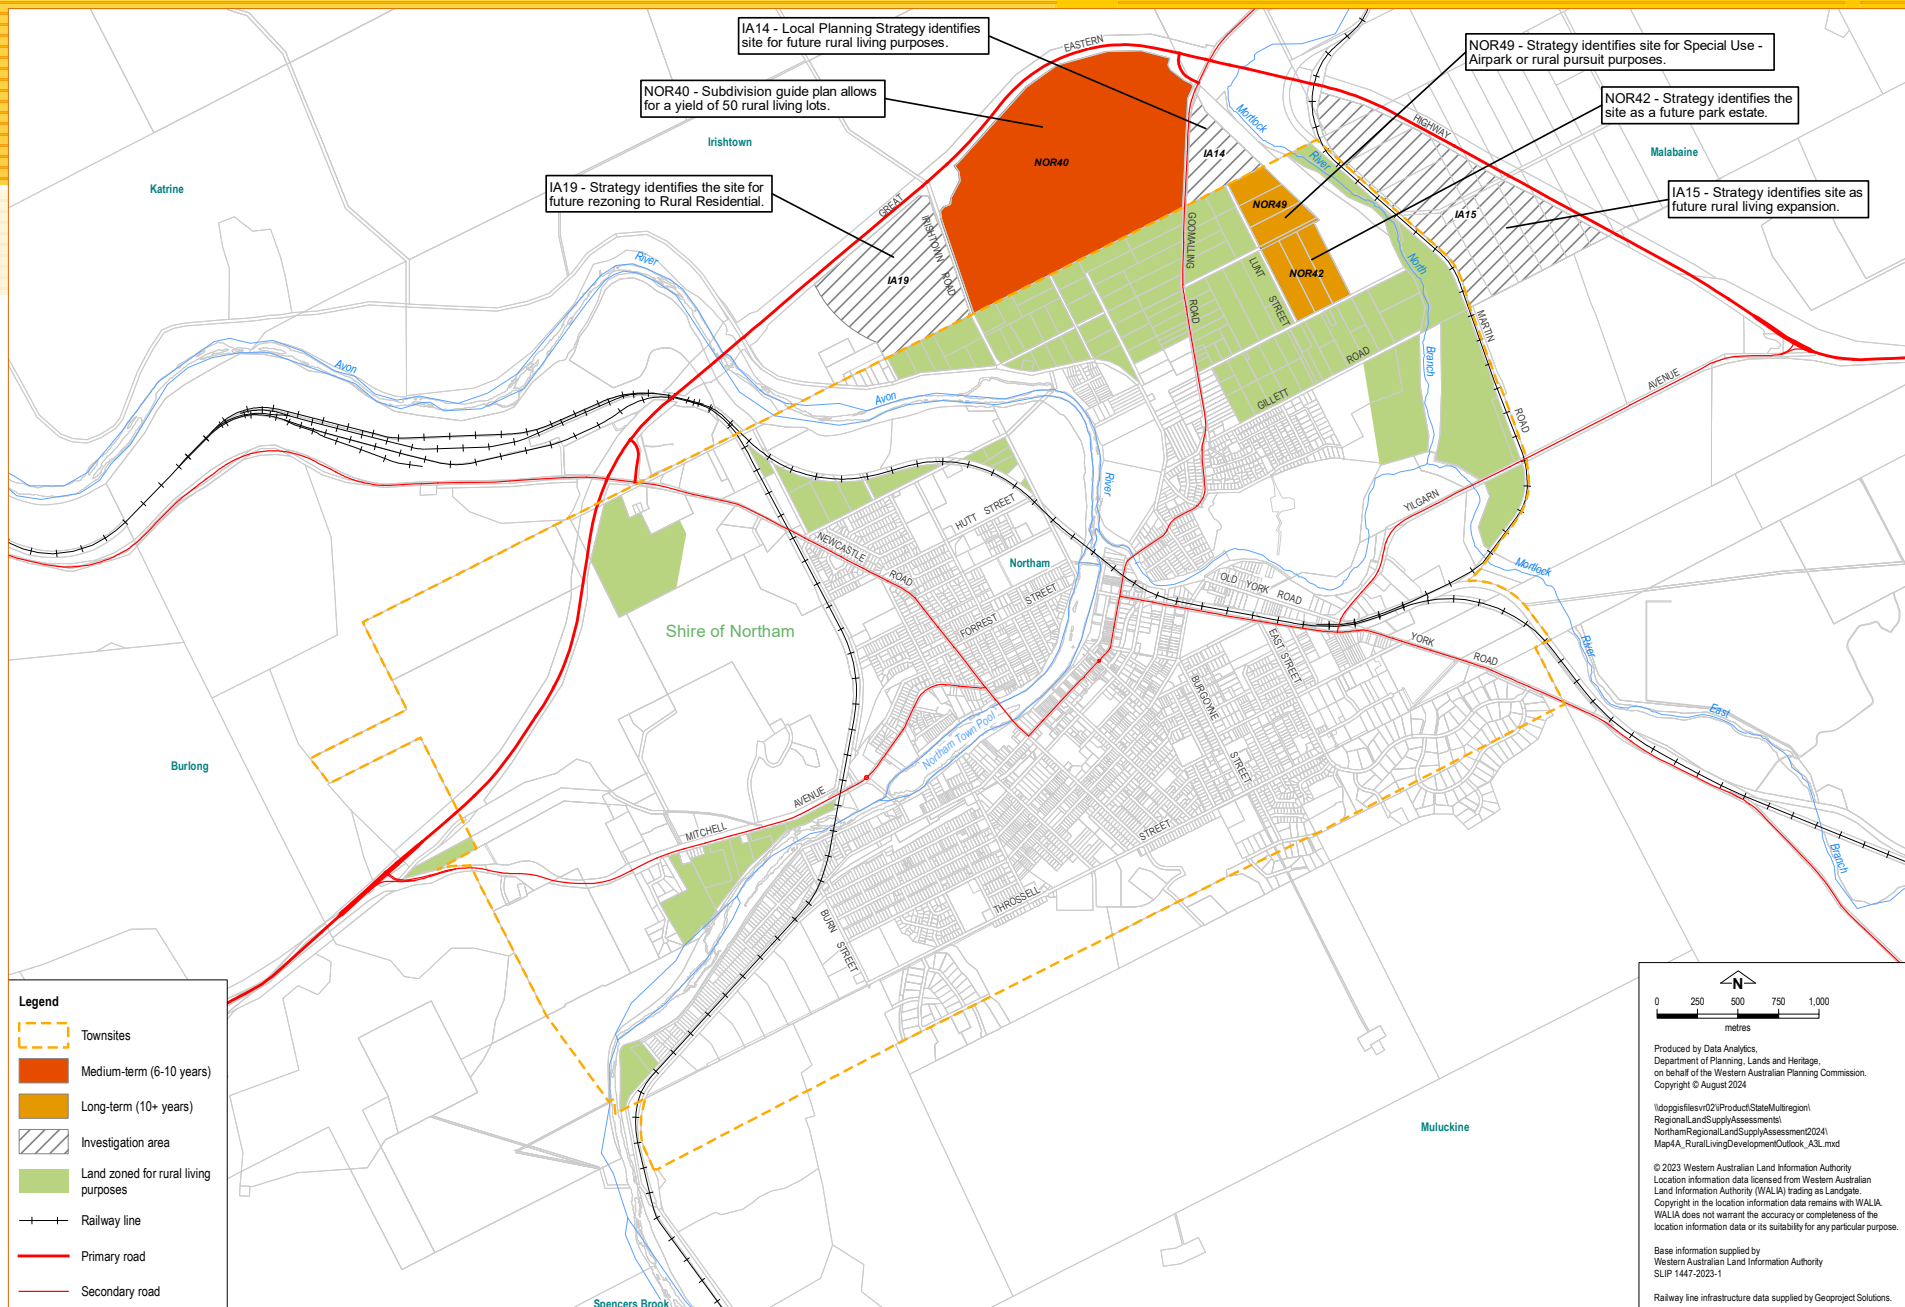 IA14 - Local Planning Strategy identifies
site for future rural living purposes.
EASTERN
NOR49 - Strategy identifies site for Special Use -
Airpark or rural pursuit purposes.
NOR40 - Subdivision guide plan allows
for a yield of 50 rural living lots.
NOR42 - Strategy identifies the
site as a future park estate.
Mortlock
HIGHWAY
Irishtown
NOR40
IA14
River
Malabaine
Katrine
IA19 - Strategy identifies the site for
future rezoning to Rural Residential.
IA15 - Strategy identifies site as
future rural living expansion.
GREAT
IRISHTOWN
ROAD
NOR49
IA15
GOOMALLING
ROAD
LUNT
STREET
NOR42
North
River
IA19
MARTIN
ROAD
Avon
Branch
ROAD
GILLETT
AVENUE
Avon
River
YILGARN
HUTT STREET
NEWCASTLE
ROAD
Northam
Mortlock
OLD YORK ROAD
FORREST STREET
Shire of Northam
EAST STREET
YORK
ROAD
River
BURGOYNE
STREET
East
Northam Town Pool
Burlong
AVENUE
MITCHELL
STREET
THROSSELL
Branch
BURN
STREET
Muluckine
Spencers Brook
Legend
Townsites
Medium-term (6-10 years)
Long-term (10+ years)
Investigation area
Land zoned for rural living
purposes
Railway line
Primary road
Secondary road
N
0 250 500 750 1,000
metres
Produced by Data Analytics,
Department of Planning, Lands and Heritage,
on behalf of the Western Australian Planning Commission.
Copyright © August 2024
\\dopgisfilesvr02\iProduct\StateMultiregion\
RegionalLandSupplyAssessments\
NorthamRegionalLandSupplyAssessment2024\
Map4A_RuralLivingDevelopmentOutlook_A3L.mxd
© 2023 Western Australian Land Information Authority
Location information data licensed from Western Australian
Land Information Authority (WALIA) trading as Landgate.
Copyright in the location information data remains with WALIA.
WALIA does not warrant the accuracy or completeness of the
location information data or its suitability for any particular purpose.
Base information supplied by
Western Australian Land Information Authority
SLIP 1447-2023-1
Railway line infrastructure data supplied by Geoproject Solutions.